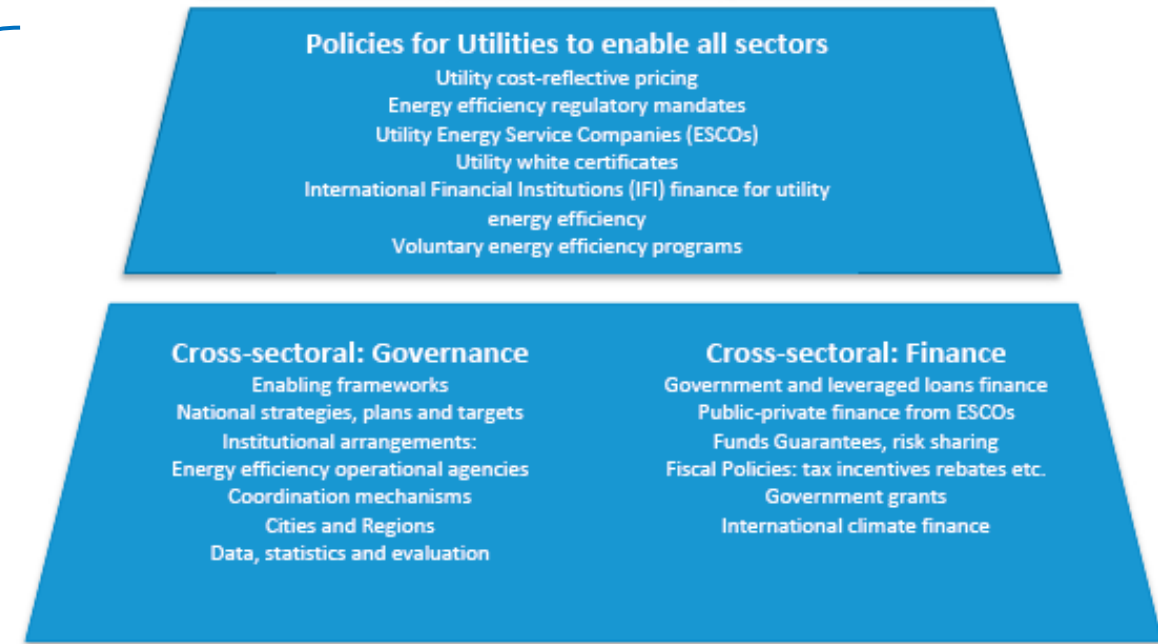 Policies for Utilities to enable all sectors
Utility cost-reflective pricing
Energy efficiency regulatory mandates
Utility Energy Service Companies (ESCOs)
Utility white certificates
International Financial Institutions (IFI) finance for utility
energy efficiency
Voluntary energy efficiency programs
Cross-sectoral: Governance
Enabling frameworks
National strategies, plans and targets
Institutional arrangements:
Energy efficiency operational agencies
Coordination mechanisms
Cities and Regions
Data, statistics and evaluation
Cross-sectoral: Finance
Government and leveraged loans finance
Public-private finance from ESCOs
Funds Guarantees, risk sharing
Fiscal Policies: tax incentives rebates etc.
Government grants
International climate finance